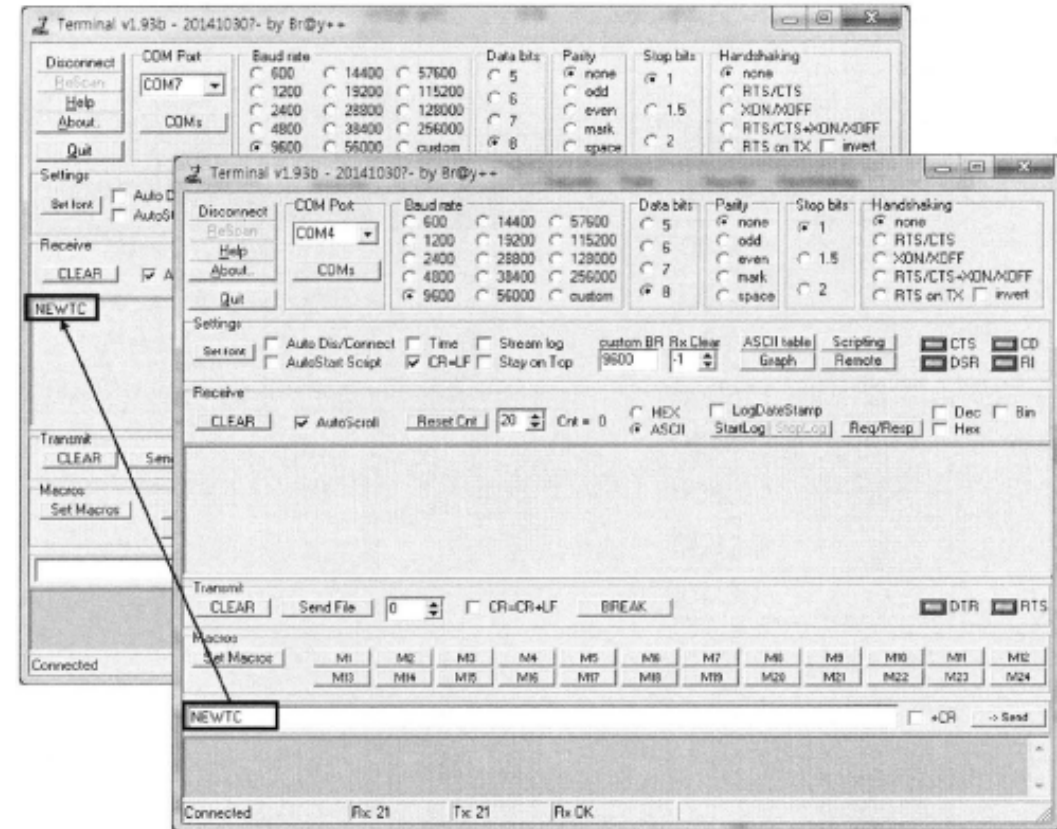 Terminal v1.93b - 20141030?- by Br@y++
Disconnect
ReScan
Help
About..
Quit
COM Port
COM7
COMs
Baud rate
600 14400 57600
1200 19200 115200
2400 28800 128000
4800 38400 256000
9600 56000 custom
Data bits
5
6
7
8
Parity
none
odd
even
mark
space
Stop bits
1
1.5
2
Handshaking
none
RTS/CTS
XON/XOFF
RTS/CTS+XON/XOFF
RTS on TX invert
Settings
Set font
Auto D
AutoSt
Receive
CLEAR A
NEWTC
Transmit
CLEAR Sen
Macros
Set Macros
Connected
Terminal v1.93b - 20141030?- by Br@y++
Disconnect
ReScan
Help
About..
Quit
COM Port
COM4
COMs
Baud rate
600 14400 57600
1200 19200 115200
2400 28800 128000
4800 38400 256000
9600 56000 custom
Data bits
5
6
7
8
Parity
none
odd
even
mark
space
Stop bits
1
1.5
2
Handshaking
none
RTS/CTS
XON/XOFF
RTS/CTS+XON/XOFF
RTS on TX invert
Settings
Set font
Auto Dis/Connect Time Stream log
AutoStart Script CR=LF Stay on Top
custom BR Rx Clear
9600 -1
ASCII table Scripting
Graph Remote
CTS CD
DSR RI
Receive
CLEAR AutoScroll Reset Cnt 20 Cnt = 0
HEX
ASCII
LogDateStamp
StartLog StopLog Req/Resp
Dec Bin
Hex
Transmit
CLEAR Send File 0 CR=CR+LF BREAK DTR RTS
Macros
Set Macros
M1 M2 M3 M4 M5 M6 M7 M8 M9 M10 M11 M12
M13 M14 M15 M16 M17 M18 M19 M20 M21 M22 M23 M24
NEWTC +CR -> Send
Connected Rx: 21 Tx: 21 Rx OK